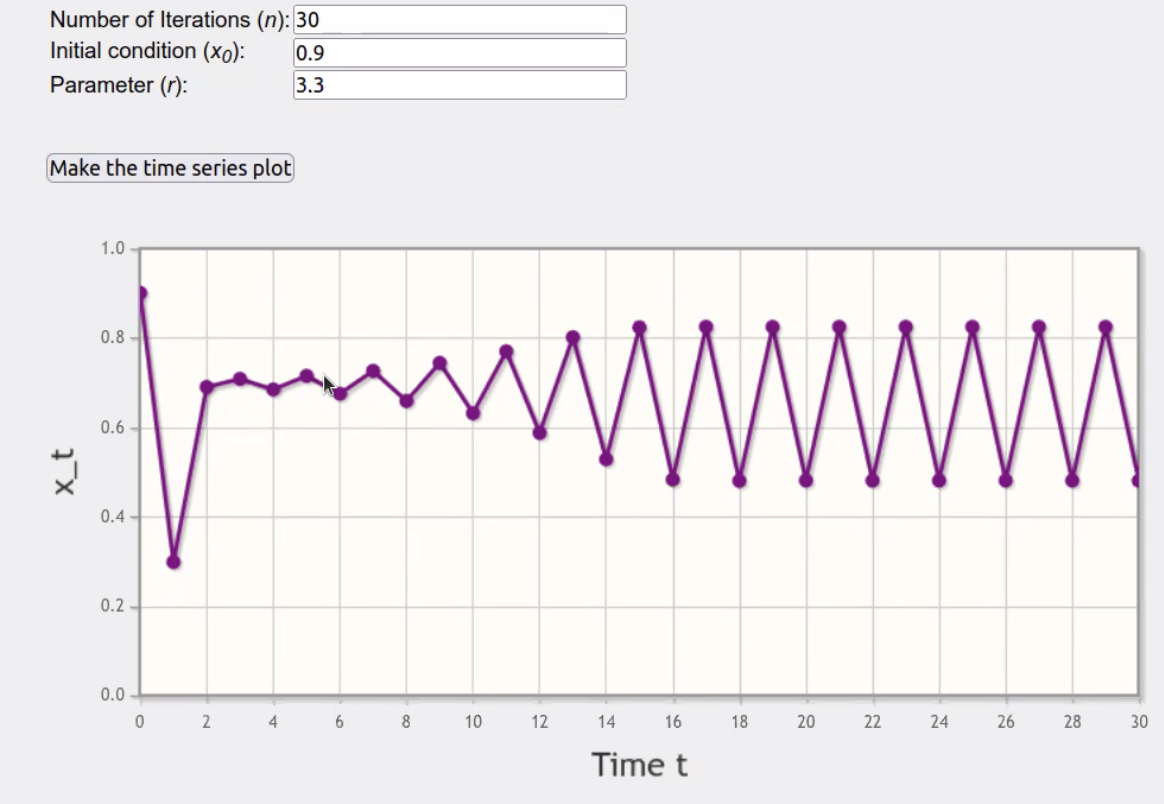 Number of Iterations (n): 30
Initial condition (x0): 0.9
Parameter (r): 3.3
Make the time series plot
1.0
0.8
0.6
0.4
0.2
0.0
x_t
0 2 4 6 8 10 12 14 16 18 20 22 24 26 28 30
Time t